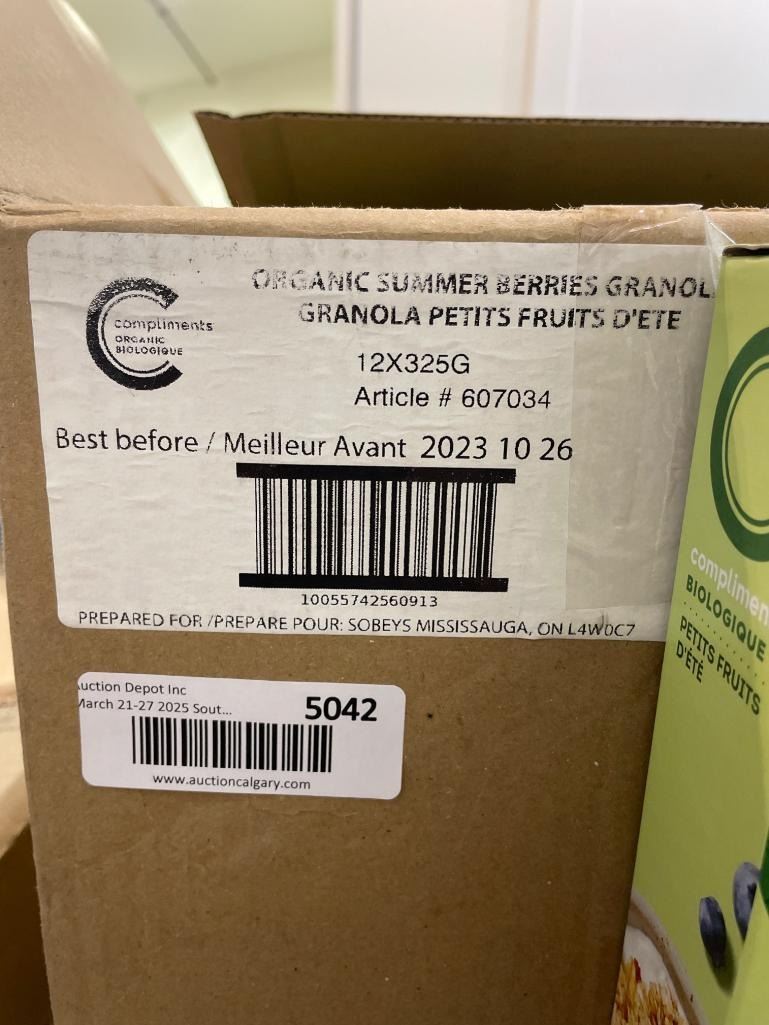 compliments
ORGANIC
BIOLOGIQUE
ORGANIC SUMMER BERRIES GRANOL
GRANOLA PETITS FRUITS D'ETE
12X325G
Article # 607034
Best before / Meilleur Avant 2023 10 26
10055742560913
PREPARED FOR /PREPARE POUR: SOBEYS MISSISSAUGA, ON L4W0C7
uction Depot Inc
March 21-27 2025 Sout...
5042
www.auctioncalgary.com
complimen
BIOLOGIQUE
PETITS FRUITS
D'ÉTÉ